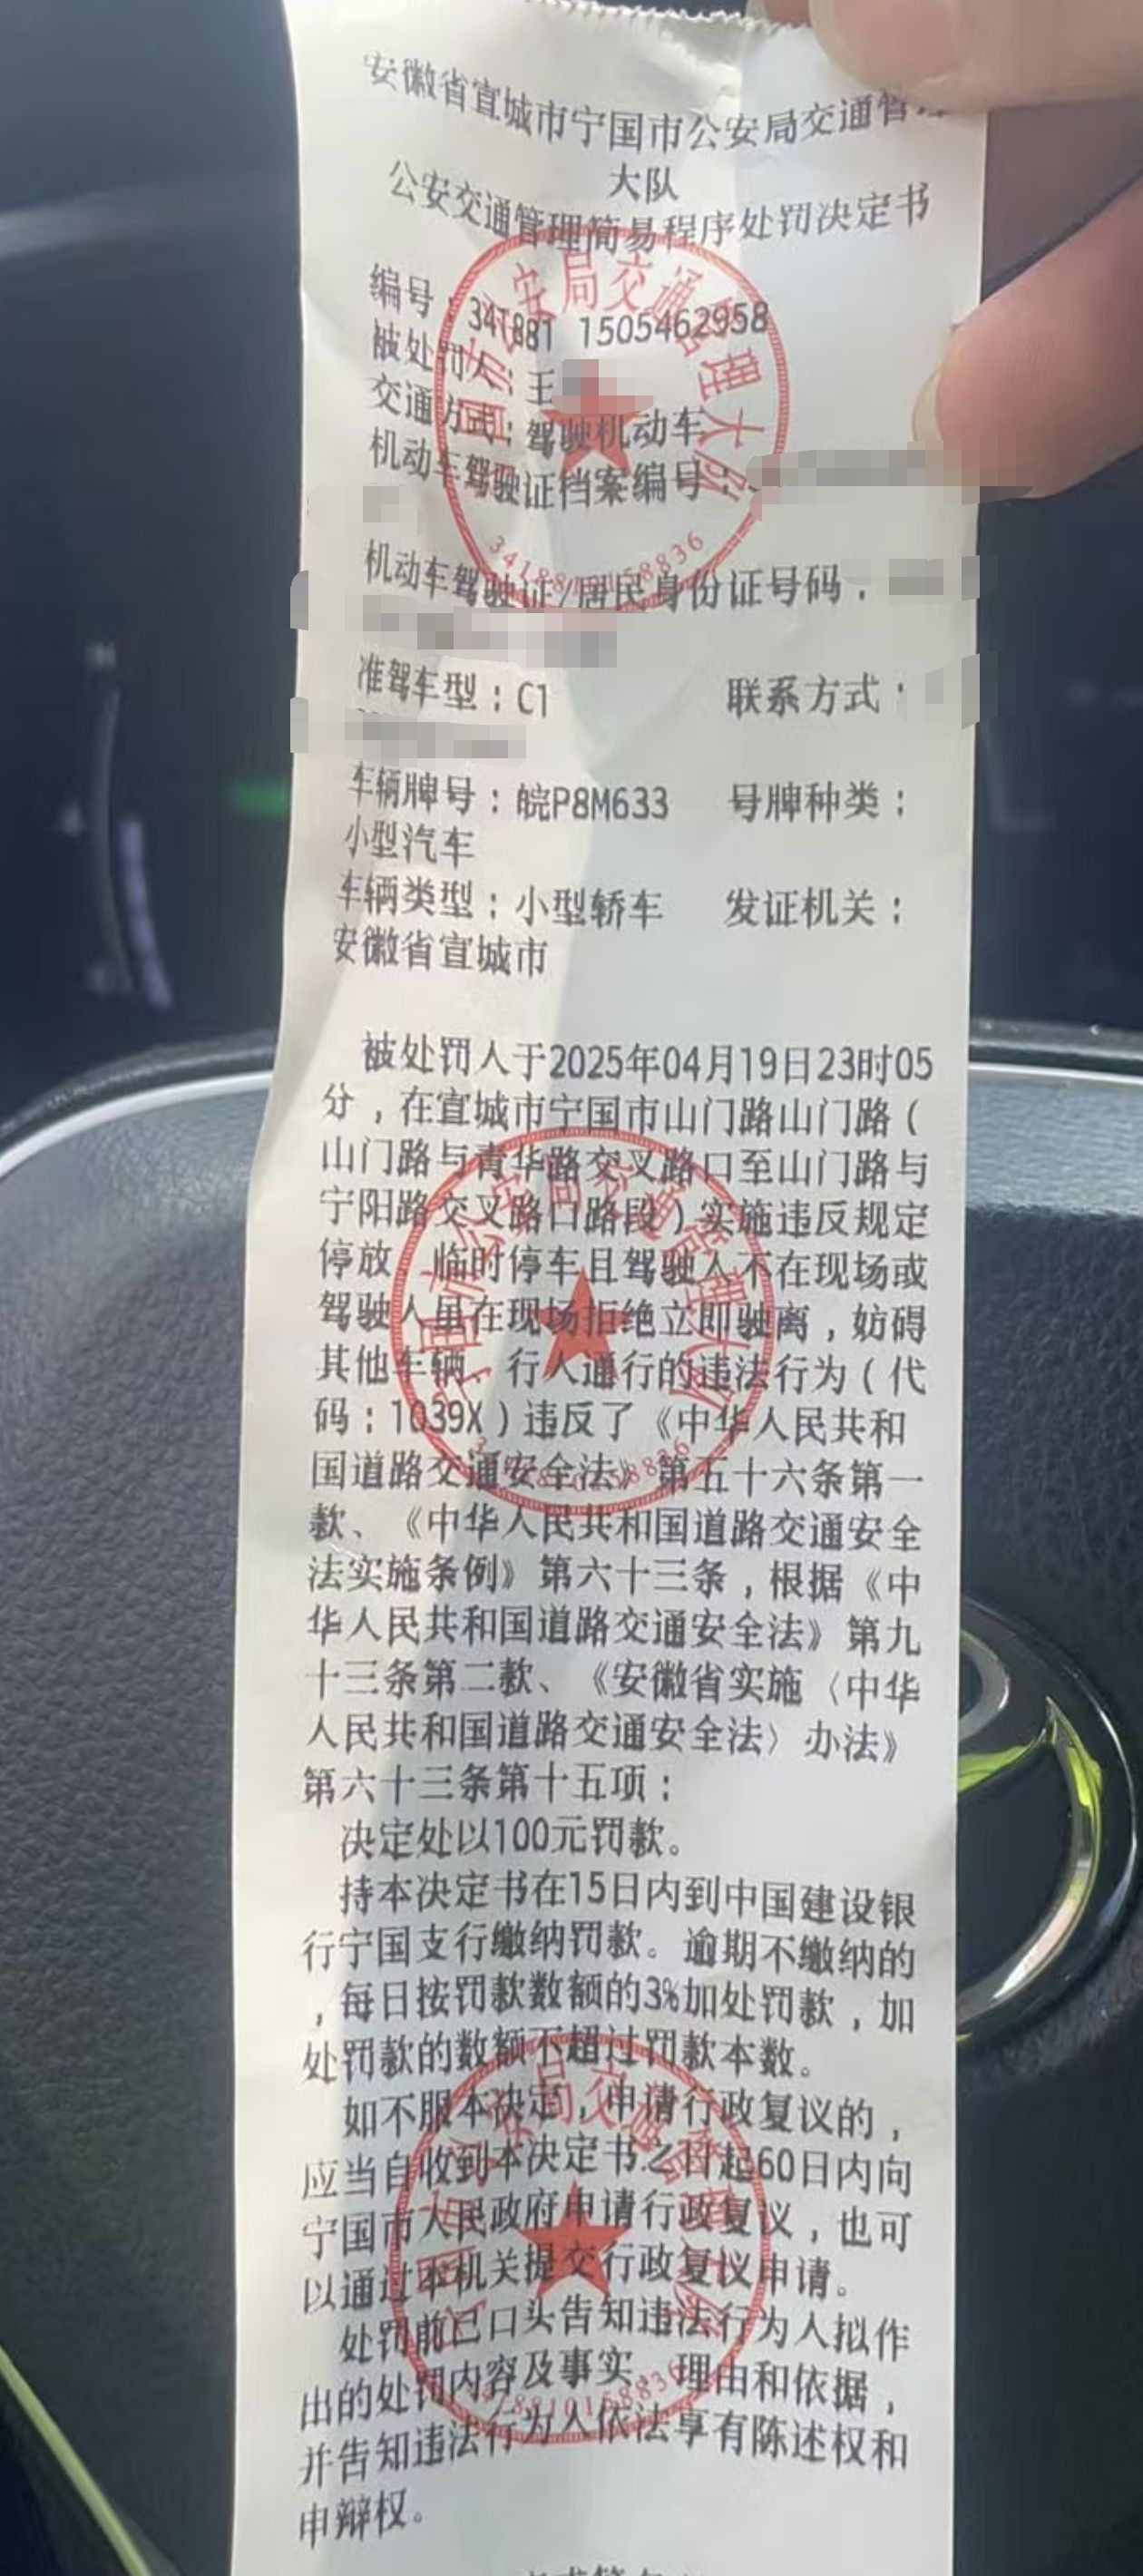 安徽省宣城市宁国市公安局交通管理
大队
公安交通管理简易程序处罚决定书
编号：341881 1505462958
被处罚人：王
交通方式：驾驶机动车
机动车驾驶证档案编号：
机动车驾驶证/居民身份证号码：
准驾车型：C1 联系方式：
车辆牌号：皖P8M633 号牌种类：
小型汽车
车辆类型：小型轿车 发证机关：
安徽省宣城市
被处罚人于2025年04月19日23时05
分，在宣城市宁国市山门路山门路（
山门路与青华路交叉路口至山门路与
宁阳路交叉路口路段）实施违反规定
停放、临时停车且驾驶人不在现场或
驾驶人虽在现场拒绝立即驶离，妨碍
其他车辆、行人通行的违法行为（代
码：1039X）违反了《中华人民共和
国道路交通安全法》第五十六条第一
款、《中华人民共和国道路交通安全
法实施条例》第六十三条，根据《中
华人民共和国道路交通安全法》第九
十三条第二款、《安徽省实施〈中华
人民共和国道路交通安全法〉办法》
第六十三条第十五项：
决定处以100元罚款。
持本决定书在15日内到中国建设银
行宁国支行缴纳罚款。逾期不缴纳的
，每日按罚款数额的3%加处罚款，加
处罚款的数额不超过罚款本数。
如不服本决定，申请行政复议的，
应当自收到本决定书之日起60日内向
宁国市人民政府申请行政复议，也可
以通过本机关提交行政复议申请。
处罚前已口头告知违法行为人拟作
出的处罚内容及事实、理由和依据，
并告知违法行为人依法享有陈述权和
申辩权。